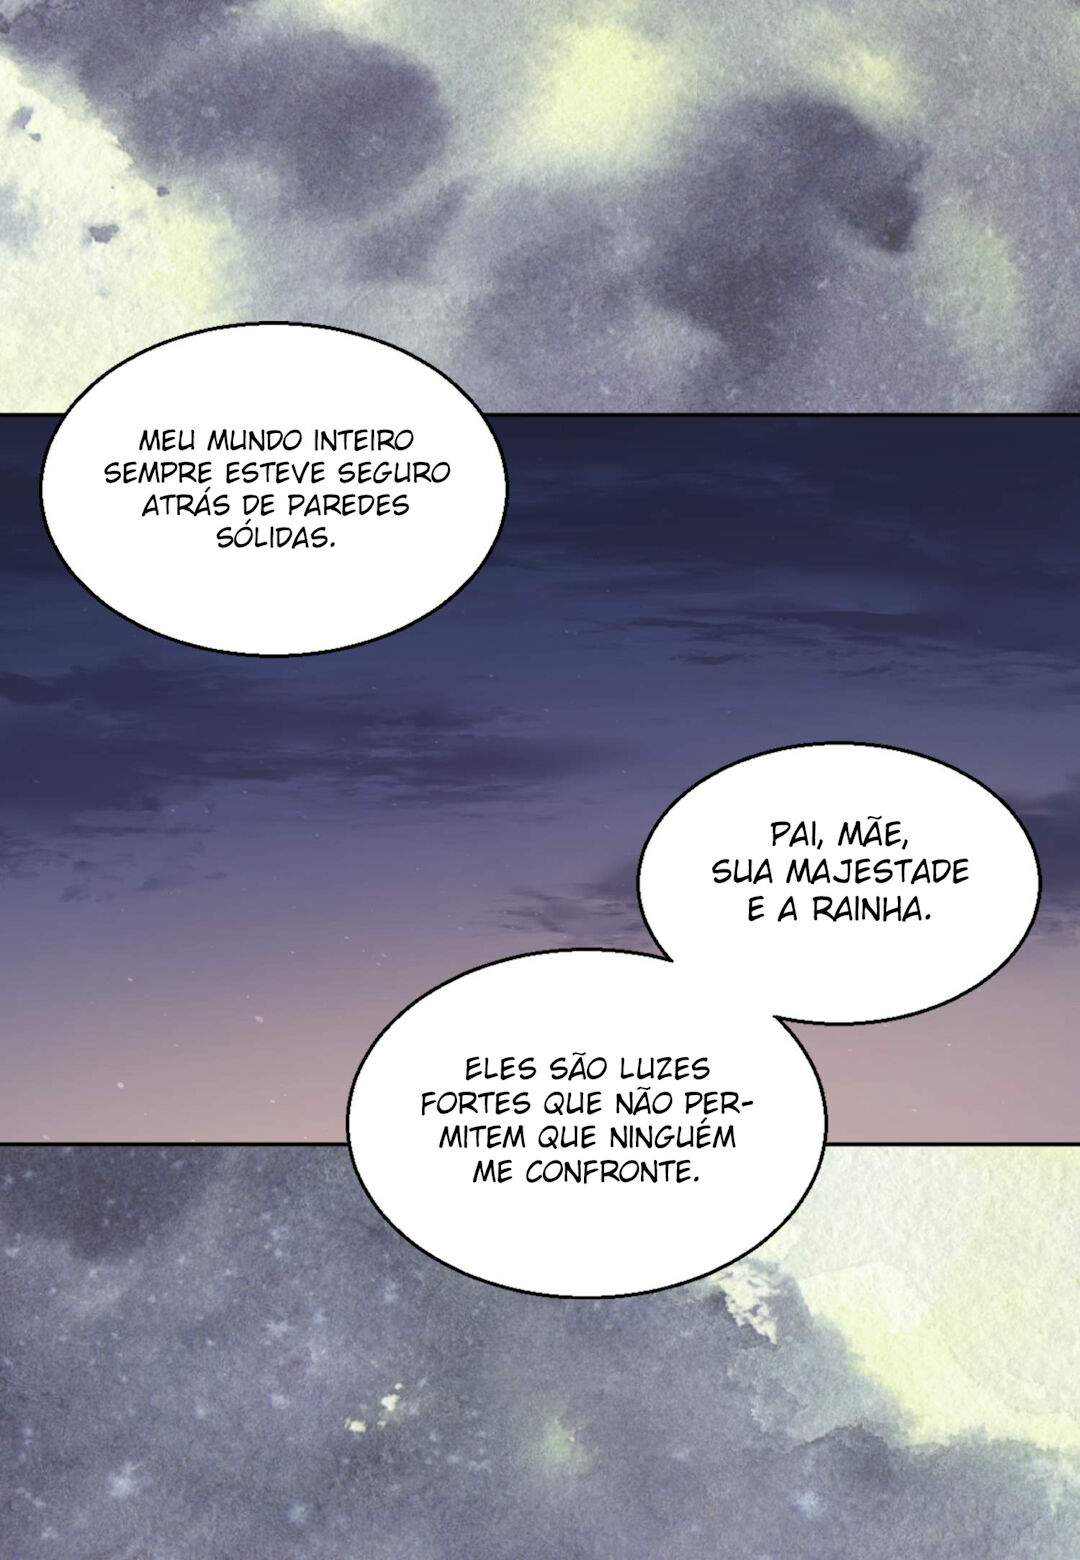 MEU MUNDO INTEIRO
SEMPRE ESTEVE SEGURO
ATRÁS DE PAREDES
SÓLIDAS.
PAI, MÃE,
SUA MAJESTADE
E A RAINHA.
ELES SÃO LUZES
FORTES QUE NÃO PER-
MITEM QUE NINGUÉM
ME CONFRONTE.